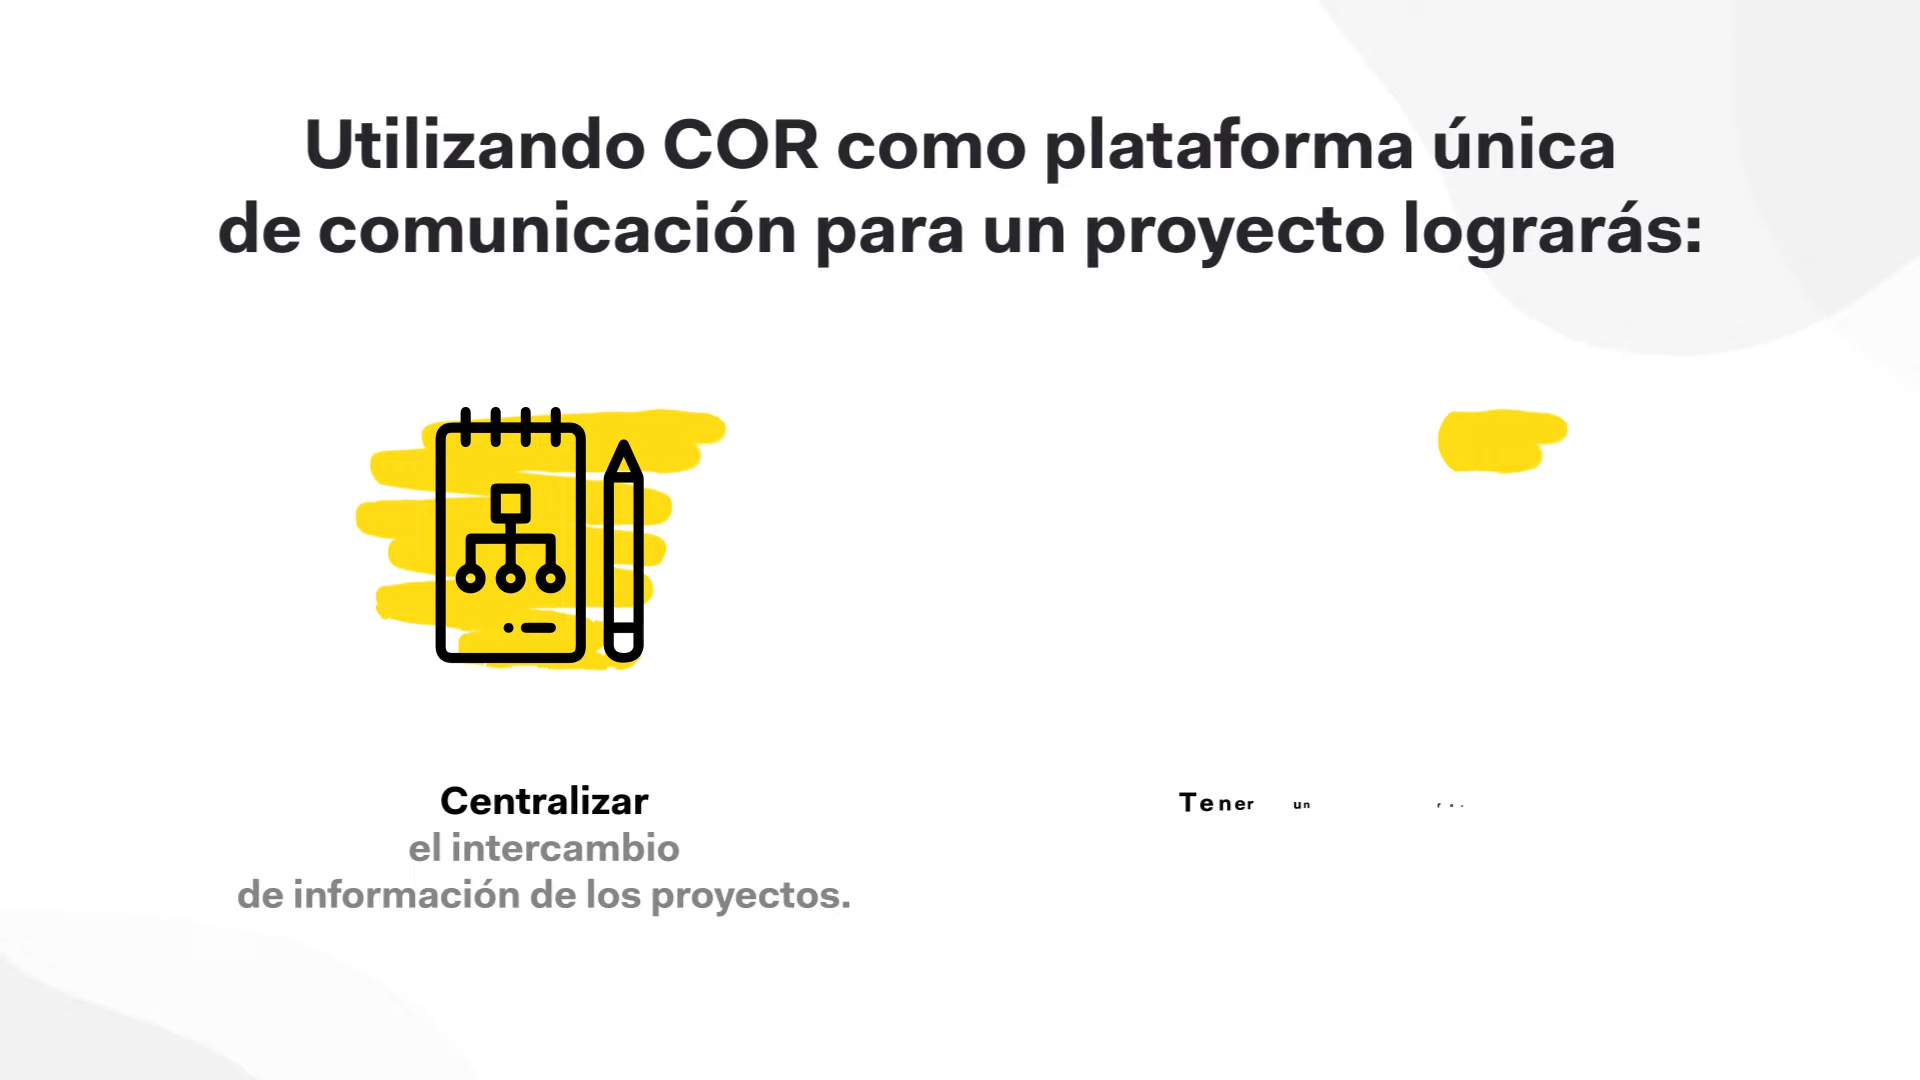 Utilizando COR como plataforma única
de comunicación para un proyecto lograrás:
Centralizar
el intercambio
de información de los proyectos.
Tener un